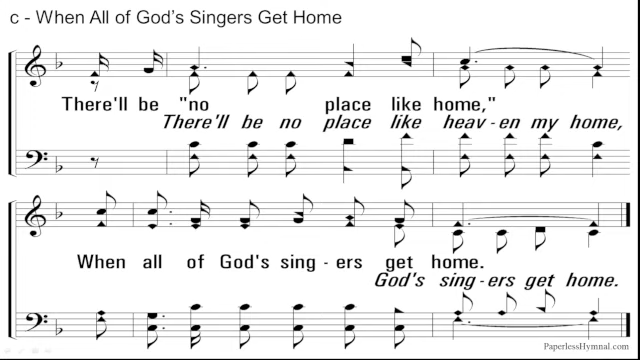 c - When All of God's Singers Get Home
There'll be "no place like home,"
There'll be no place like heav-en my home,
When all of God's sing-ers get home.
God's sing-ers get home.
PaperlessHymnal.com